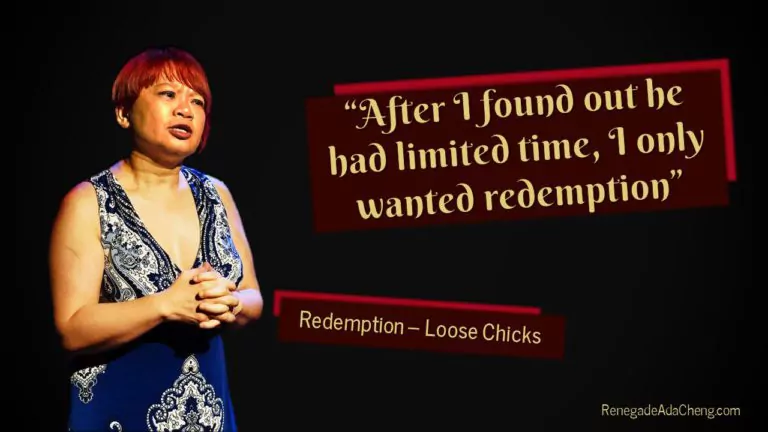 “After I found out he
had limited time, I only
wanted redemption”
Redemption – Loose Chicks
RenegadeAdaCheng.com